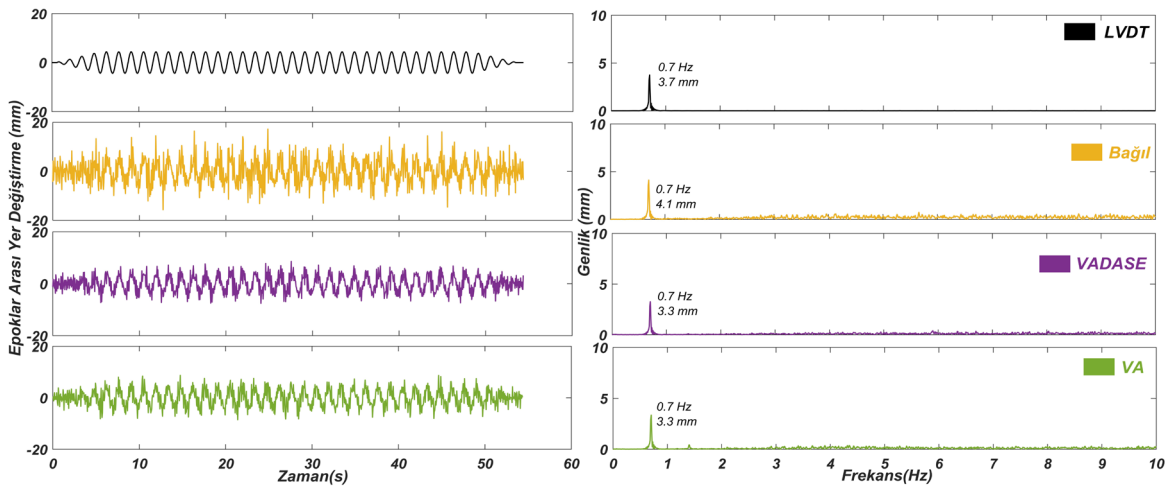 Epoklar Arası Yer Değiştirme (mm)
20
0
-20
20
0
-20
20
0
-20
20
0
-20
0 10 20 30 40 50 60
Zaman(s)
Genlik (mm)
10
5
0
0.7 Hz
3.7 mm
LVDT
10
5
0
0.7 Hz
4.1 mm
Bağıl
10
5
0
0.7 Hz
3.3 mm
VADASE
10
5
0
0.7 Hz
3.3 mm
VA
0 1 2 3 4 5 6 7 8 9 10
Frekans(Hz)